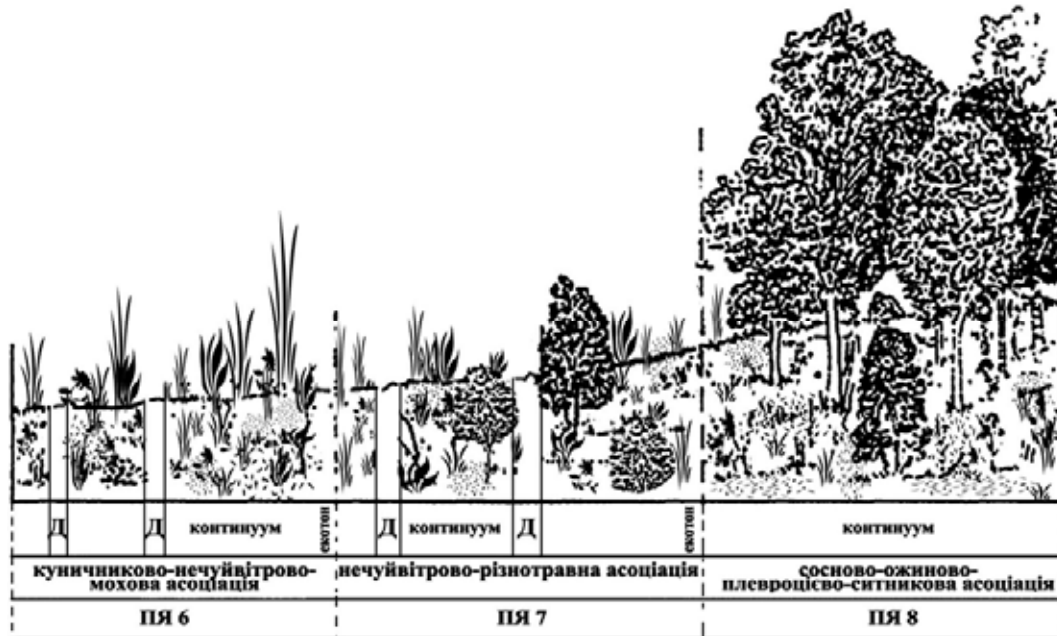 Д Д континуум екотон Д континуум Д екотон континуум
куничниково-нечуйвітрово- нечуйвітрово-різнотравна асоціація сосново-ожиново-
мохова асоціація плевроцієво-ситникова асоціація
ПЯ 6 ПЯ 7 ПЯ 8